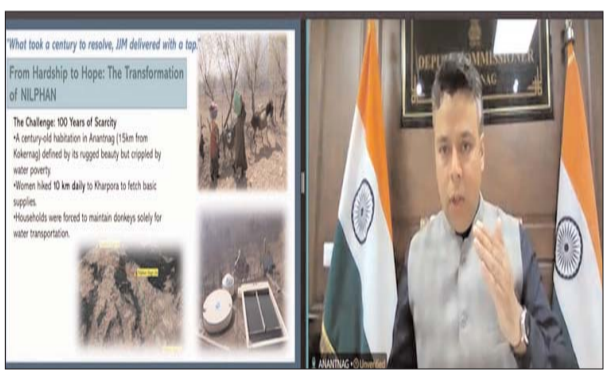 "What took a century to resolve, JJM delivered with a tap."
From Hardship to Hope: The Transformation
of NILPHAN
The Challenge: 100 Years of Scarcity
•A century-old habitation in Anantnag (15km from
Kokernag) defined by its rugged beauty but crippled by
water poverty.
•Women hiked 10 km daily to Kharpora to fetch basic
supplies.
•Households were forced to maintain donkeys solely for
water transportation.
DEPUTY COMMISSIONER
ANANTNAG • Unverified